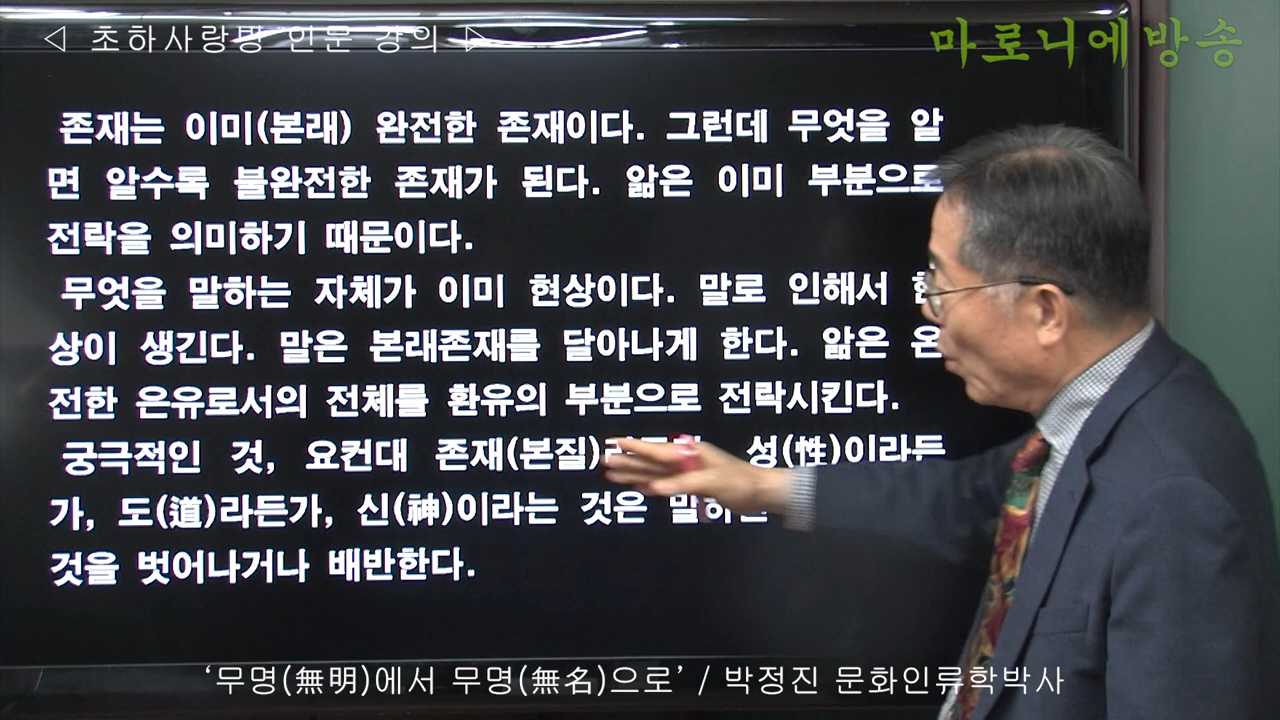 ◁ 초하사랑방 인문 강의 ▷
마로니에방송
존재는 이미(본래) 완전한 존재이다. 그런데 무엇을 알
면 알수록 불완전한 존재가 된다. 앎은 이미 부분으로
전락을 의미하기 때문이다.
무엇을 말하는 자체가 이미 현상이다. 말로 인해서
상이 생긴다. 말은 본래존재를 달아나게 한다. 앎은 온
전한 은유로서의 전체를 환유의 부분으로 전락시킨다.
궁극적인 것, 요컨대 존재(본질) 성(性)이라든
가, 도(道)라든가, 신(神)이라는 것은
것을 벗어나거나 배반한다.
‘무명(無明)에서 무명(無名)으로’ / 박정진 문화인류학박사